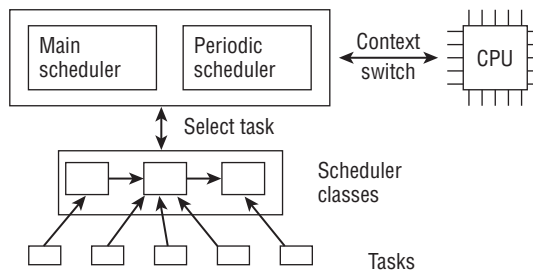 Main
scheduler
Periodic
scheduler
Context
switch
CPU
Select task
Scheduler
classes
Tasks